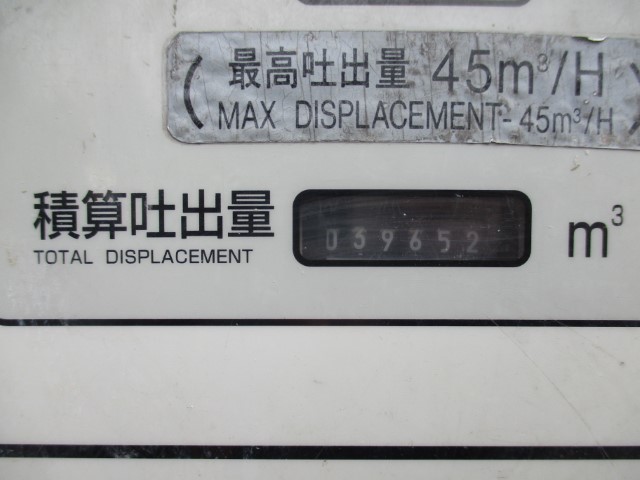 最高吐出量 45m³/H
MAX DISPLACEMENT- 45m³/H
積算吐出量 039652 m³
TOTAL DISPLACEMENT